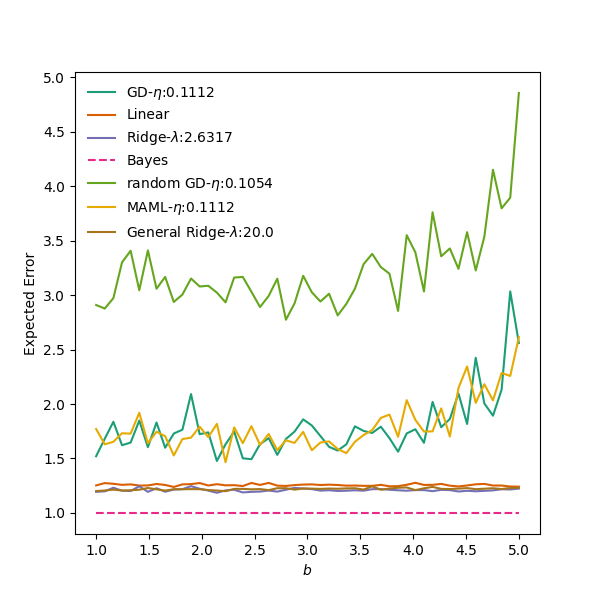 GD-η:0.1112
Linear
Ridge-λ:2.6317
Bayes
random GD-η:0.1054
MAML-η:0.1112
General Ridge-λ:20.0
5.0
4.5
4.0
3.5
3.0
2.5
2.0
1.5
1.0
Expected Error
1.0 1.5 2.0 2.5 3.0 3.5 4.0 4.5 5.0
b